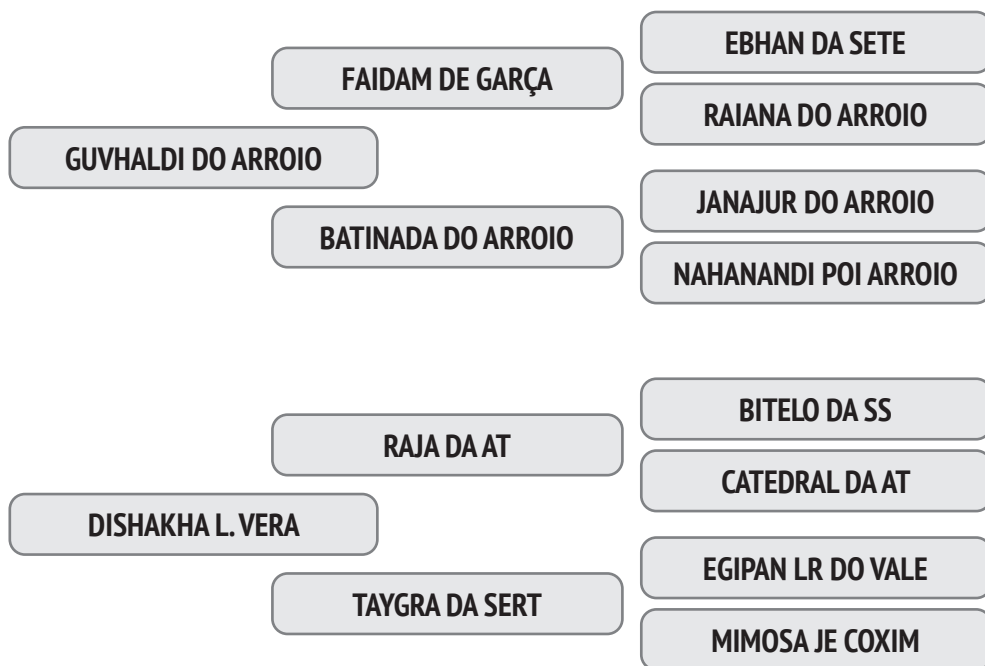 EBHAN DA SETE
FAIDAM DE GARÇA
RAIANA DO ARROIO
GUVHALDI DO ARROIO
JANAJUR DO ARROIO
BATINADA DO ARROIO
NAHANANDI POI ARROIO
BITELO DA SS
RAJA DA AT
CATEDRAL DA AT
DISHAKHA L. VERA
EGIPAN LR DO VALE
TAYGRA DA SERT
MIMOSA JE COXIM